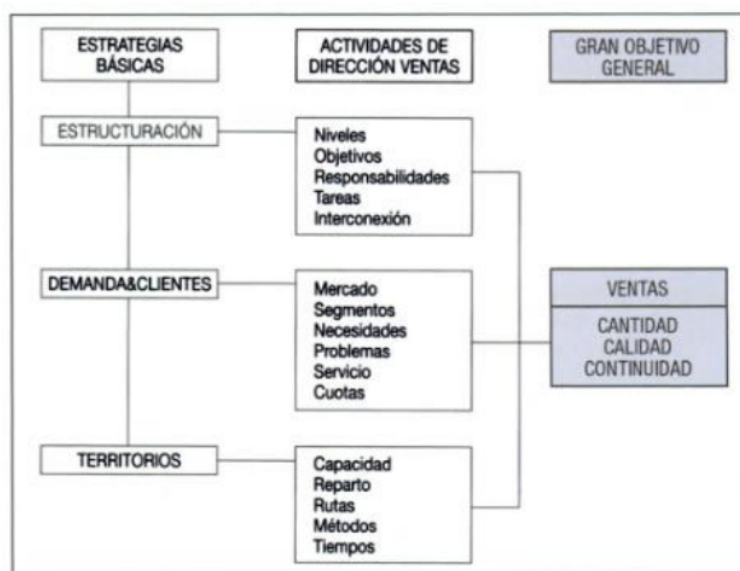 ESTRATEGIAS
BÁSICAS
ACTIVIDADES DE
DIRECCIÓN VENTAS
GRAN OBJETIVO
GENERAL
ESTRUCTURACIÓN
Niveles
Objetivos
Responsabilidades
Tareas
Interconexión
DEMANDA&CLIENTES
Mercado
Segmentos
Necesidades
Problemas
Servicio
Cuotas
VENTAS
CANTIDAD
CALIDAD
CONTINUIDAD
TERRITORIOS
Capacidad
Reparto
Rutas
Métodos
Tiempos